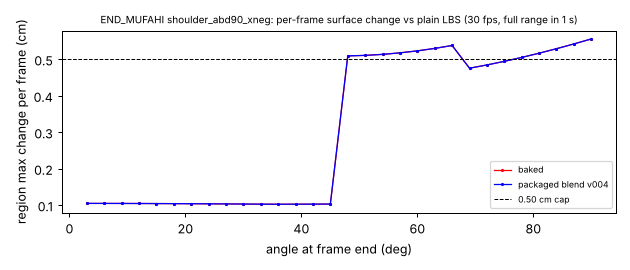 END_MUFAHI shoulder_abd90_xneg: per-frame surface change vs plain LBS (30 fps, full range in 1 s)
region max change per frame (cm)
0.5
0.4
0.3
0.2
0.1
0
20
40
60
80
baked
packaged blend v004
0.50 cm cap
angle at frame end (deg)